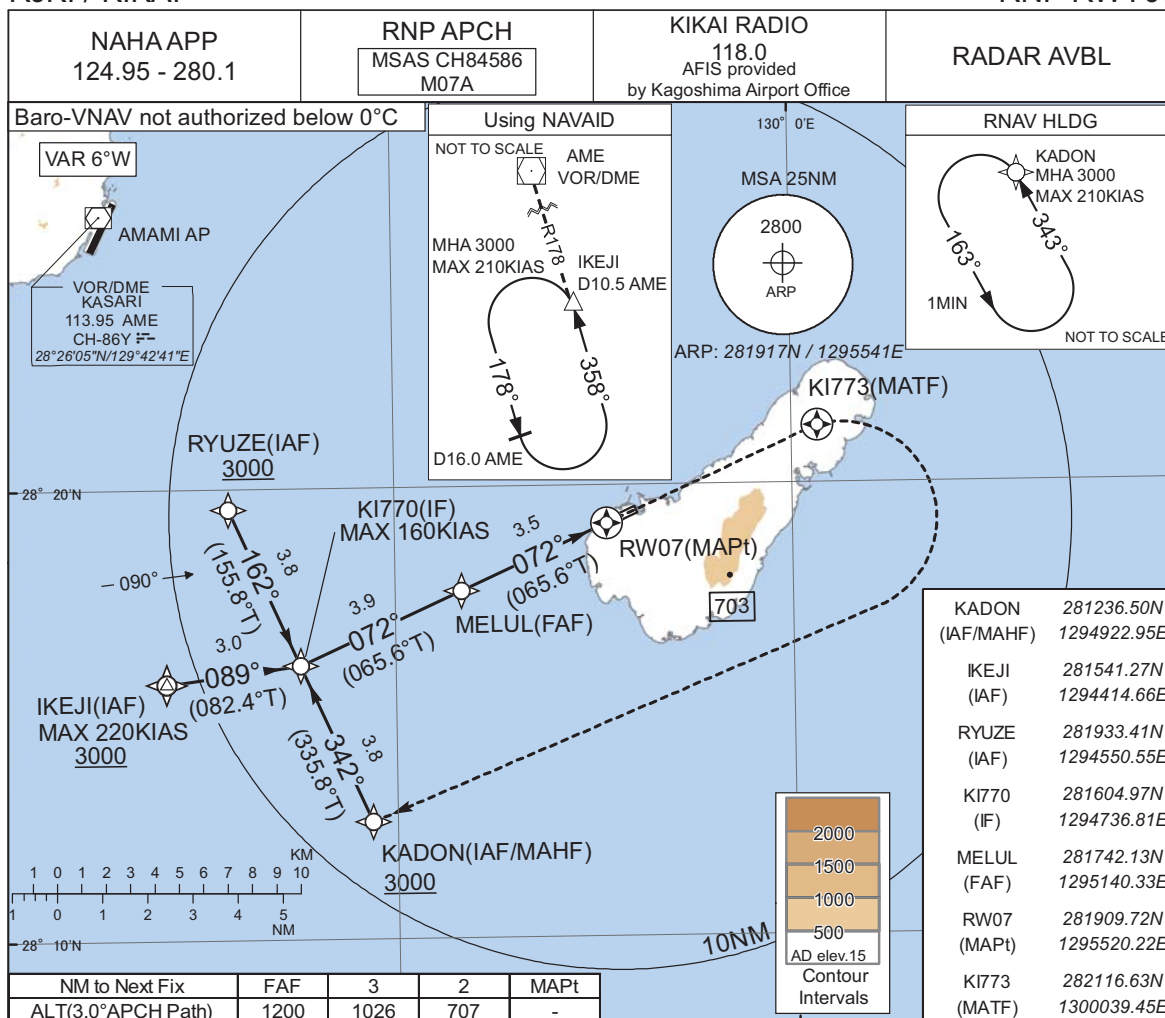 NAHA APP
124.95 - 280.1
RNP APCH
MSAS CH84586
M07A
KIKAI RADIO
118.0
AFIS provided
by Kagoshima Airport Office
RADAR AVBL
Baro-VNAV not authorized below 0°C
VAR 6°W
AMAMI AP
VOR/DME
KASARI
113.95 AME
CH-86Y
28°26'05"N/129°42'41"E
Using NAVAID
NOT TO SCALE
AME
VOR/DME
R178
MHA 3000
MAX 210KIAS
IKEJI
D10.5 AME
178°
358°
D16.0 AME
130° 0'E
MSA 25NM
2800
ARP
ARP: 281917N / 1295541E
RNAV HLDG
KADON
MHA 3000
MAX 210KIAS
343°
163°
1MIN
NOT TO SCALE
KI773(MATF)
RYUZE(IAF)
3000
28° 20'N
KI770(IF)
MAX 160KIAS
3.5
072°
(065.6°T)
RW07(MAPt)
703
3.8
162°
(155.8°T)
090°
3.9
072°
(065.6°T)
MELUL(FAF)
3.0
089°
(082.4°T)
IKEJI(IAF)
MAX 220KIAS
3000
3.8
342°
(335.8°T)
KADON(IAF/MAHF)
3000
KM
1 0 1 2 3 4 5 6 7 8 9 10
1 0 1 2 3 4 5
NM
28° 10'N
10NM
2000
1500
1000
500
AD elev.15
Contour
Intervals
KADON 281236.50N
(IAF/MAHF) 1294922.95E
IKEJI 281541.27N
(IAF) 1294414.66E
RYUZE 281933.41N
(IAF) 1294550.55E
KI770 281604.97N
(IF) 1294736.81E
MELUL 281742.13N
(FAF) 1295140.33E
RW07 281909.72N
(MAPt) 1295520.22E
KI773 282116.63N
(MATF) 1300039.45E
NM to Next Fix FAF 3 2 MAPt
ALT(3.0°APCH Path) 1200 1026 707 -